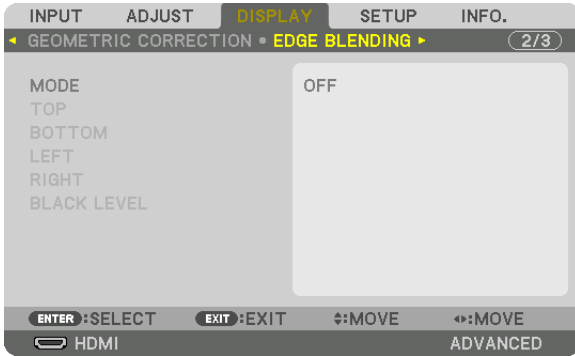 INPUT ADJUST DISPLAY SETUP INFO.
GEOMETRIC CORRECTION • EDGE BLENDING 2/3
MODE OFF
TOP
BOTTOM
LEFT
RIGHT
BLACK LEVEL
ENTER :SELECT EXIT :EXIT :MOVE :MOVE
HDMI ADVANCED